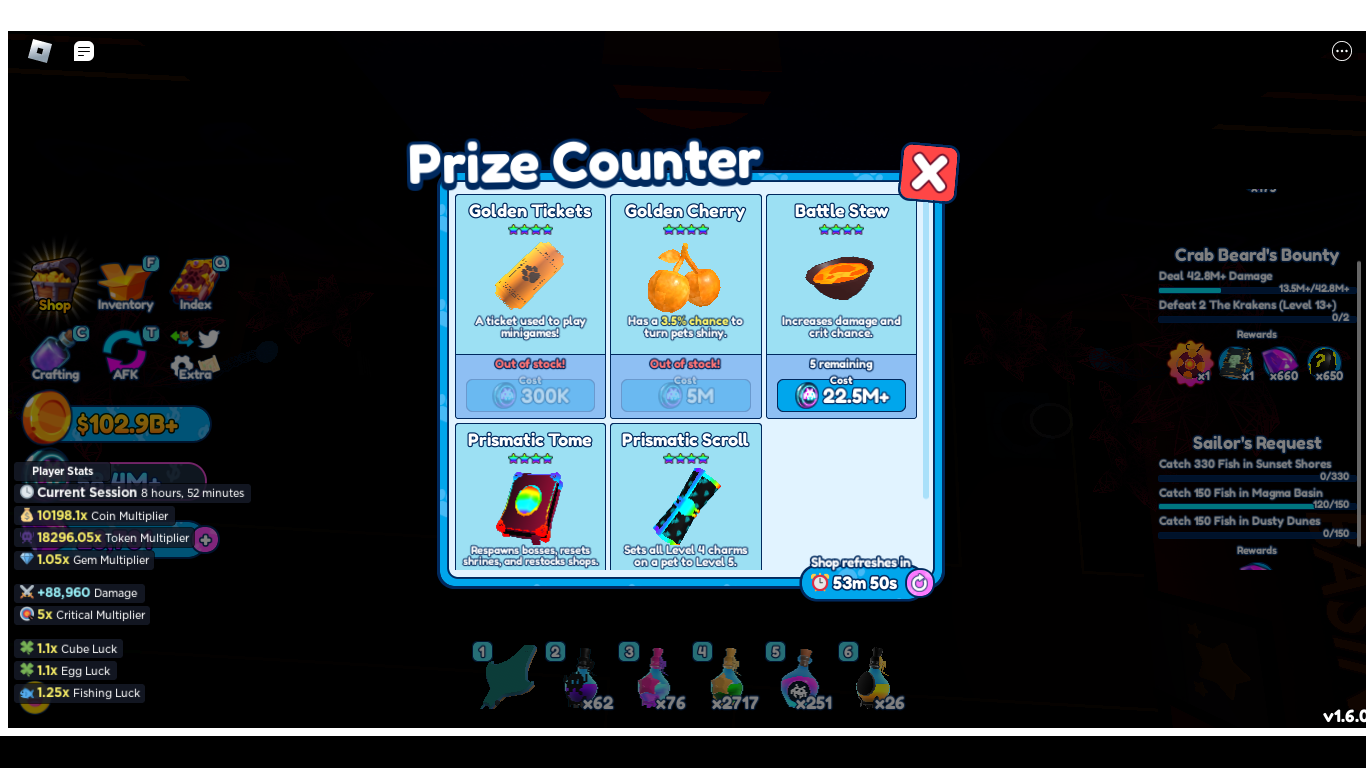 Prize Counter
Golden Tickets
A ticket used to play
minigames!
Out of stock!
Cost
300K
Golden Cherry
Has a 3.5% chance to
turn pets shiny.
Out of stock!
Cost
5M
Battle Stew
Increases damage and
crit chance.
5 remaining
Cost
22.5M+
Prismatic Tome
Respawns bosses, resets
shrines, and restocks shops.
Prismatic Scroll
Sets all Level 4 charms
on a pet to Level 5.
Shop refreshes in
53m 50s
Shop
F
Inventory
Q
Index
C
Crafting
T
AFK
Extra
$102.9B+
Player Stats
Current Session 8 hours, 52 minutes
10198.1x Coin Multiplier
18296.05x Token Multiplier
1.05x Gem Multiplier
+88,960 Damage
5x Critical Multiplier
1.1x Cube Luck
1.1x Egg Luck
1.25x Fishing Luck
Crab Beard's Bounty
Deal 42.8M+ Damage
13.5M+/42.8M+
Defeat 2 The Krakens (Level 13+)
0/2
Rewards
x1
x1
x660
x650
Sailor's Request
Catch 330 Fish in Sunset Shores
0/330
Catch 150 Fish in Magma Basin
120/150
Catch 150 Fish in Dusty Dunes
0/150
Rewards
1
2
x62
3
x76
4
x2717
5
x251
6
x26
v1.6.0